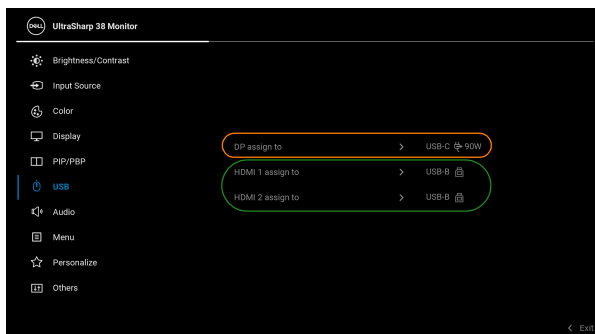 DELL UltraSharp 38 Monitor
Brightness/Contrast
Input Source
Color
Display
DP assign to > USB-C 90W
PIP/PBP
HDMI 1 assign to > USB-B
USB
HDMI 2 assign to > USB-B
Audio
Menu
Personalize
Others
< Exit